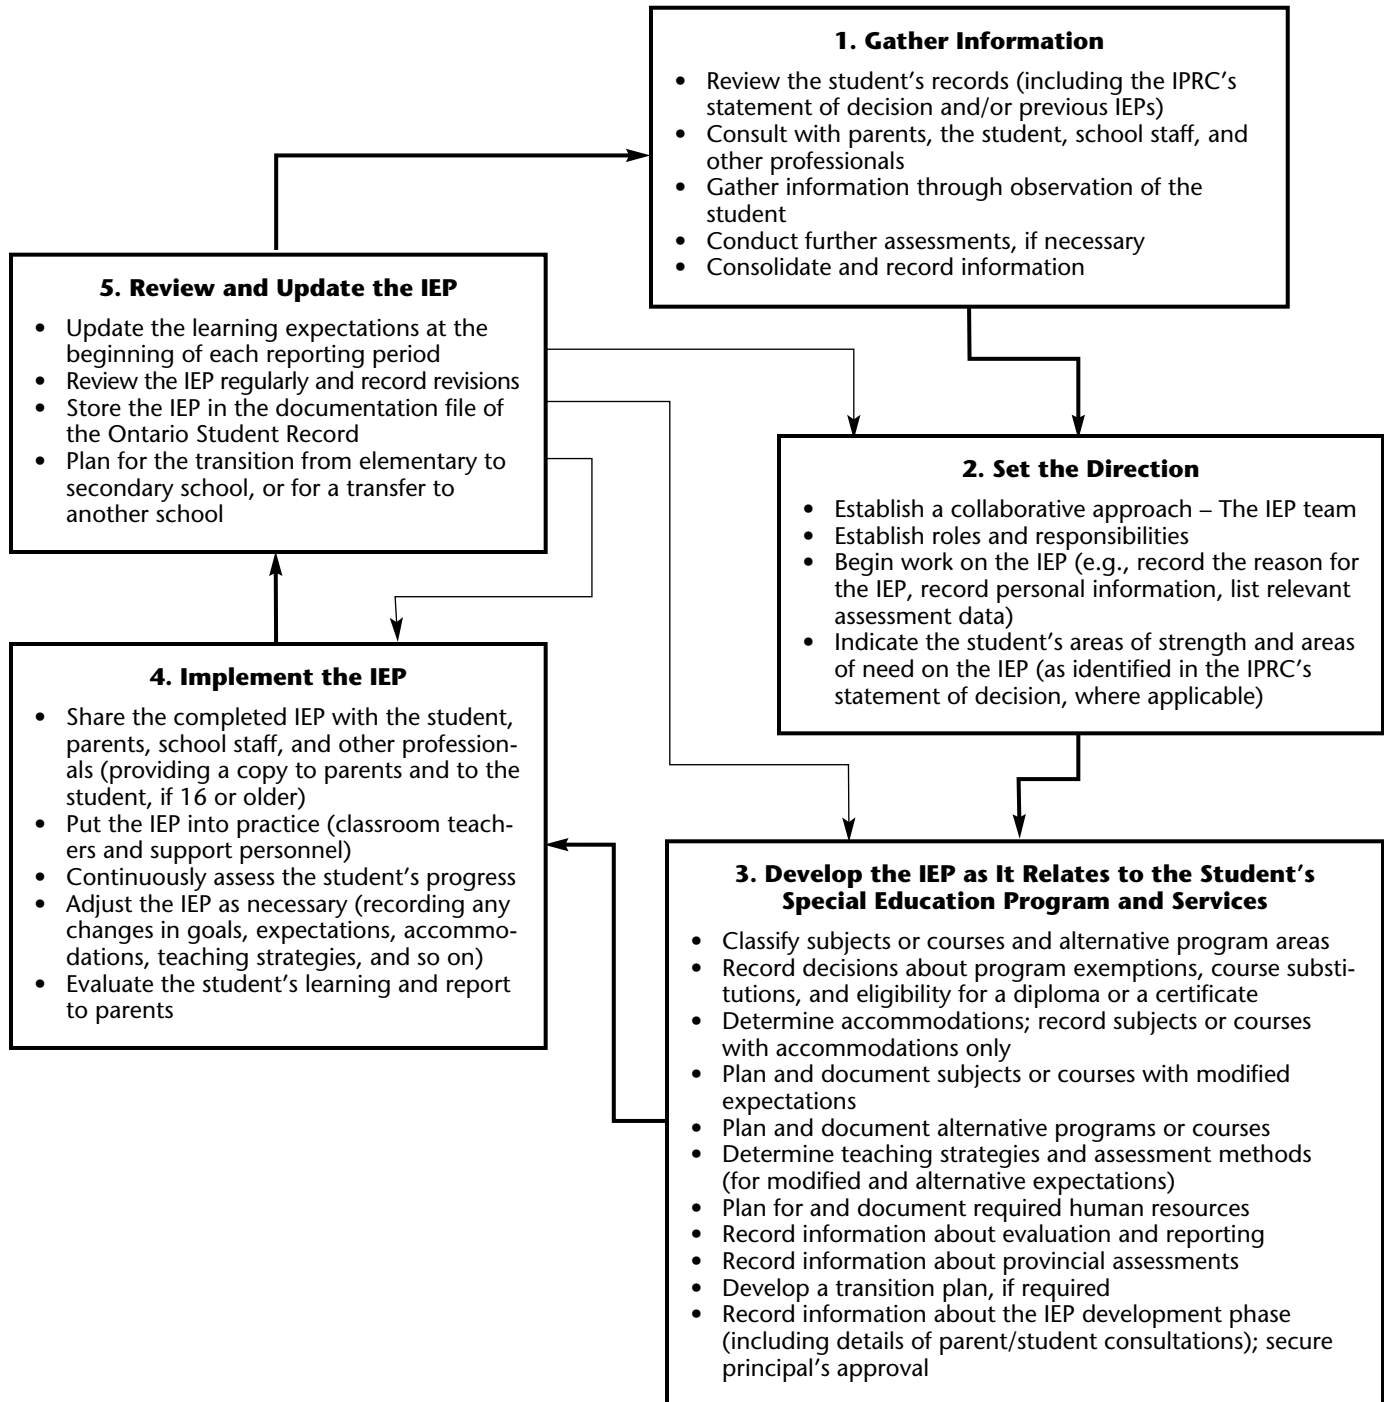 1. Gather Information
• Review the student's records (including the IPRC's
statement of decision and/or previous IEPs)
• Consult with parents, the student, school staff, and
other professionals
• Gather information through observation of the
student
• Conduct further assessments, if necessary
• Consolidate and record information
2. Set the Direction
• Establish a collaborative approach – The IEP team
• Establish roles and responsibilities
• Begin work on the IEP (e.g., record the reason for
the IEP, record personal information, list relevant
assessment data)
• Indicate the student's areas of strength and areas
of need on the IEP (as identified in the IPRC's
statement of decision, where applicable)
3. Develop the IEP as It Relates to the Student's
Special Education Program and Services
• Classify subjects or courses and alternative program areas
• Record decisions about program exemptions, course substi-
tutions, and eligibility for a diploma or a certificate
• Determine accommodations; record subjects or courses
with accommodations only
• Plan and document subjects or courses with modified
expectations
• Plan and document alternative programs or courses
• Determine teaching strategies and assessment methods
(for modified and alternative expectations)
• Plan for and document required human resources
• Record information about evaluation and reporting
• Record information about provincial assessments
• Develop a transition plan, if required
• Record information about the IEP development phase
(including details of parent/student consultations); secure
principal's approval
4. Implement the IEP
• Share the completed IEP with the student,
parents, school staff, and other profession-
als (providing a copy to parents and to the
student, if 16 or older)
• Put the IEP into practice (classroom teach-
ers and support personnel)
• Continuously assess the student's progress
• Adjust the IEP as necessary (recording any
changes in goals, expectations, accommo-
dations, teaching strategies, and so on)
• Evaluate the student's learning and report
to parents
5. Review and Update the IEP
• Update the learning expectations at the
beginning of each reporting period
• Review the IEP regularly and record revisions
• Store the IEP in the documentation file of
the Ontario Student Record
• Plan for the transition from elementary to
secondary school, or for a transfer to
another school